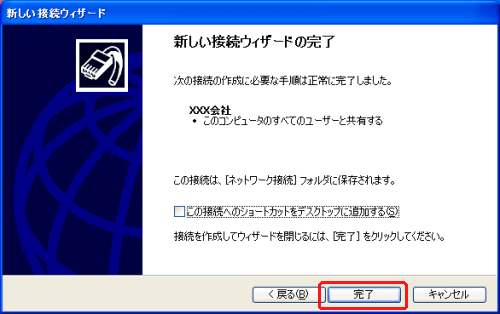 新しい接続ウィザード
新しい接続ウィザードの完了
次の接続の作成に必要な手順は正常に完了しました。
XXX会社
• このコンピュータのすべてのユーザーと共有する
この接続は、[ネットワーク接続] フォルダに保存されます。
この接続へのショートカットをデスクトップに追加する(S)
接続を作成してウィザードを閉じるには、[完了] をクリックしてください。
< 戻る(B)
完了
キャンセル